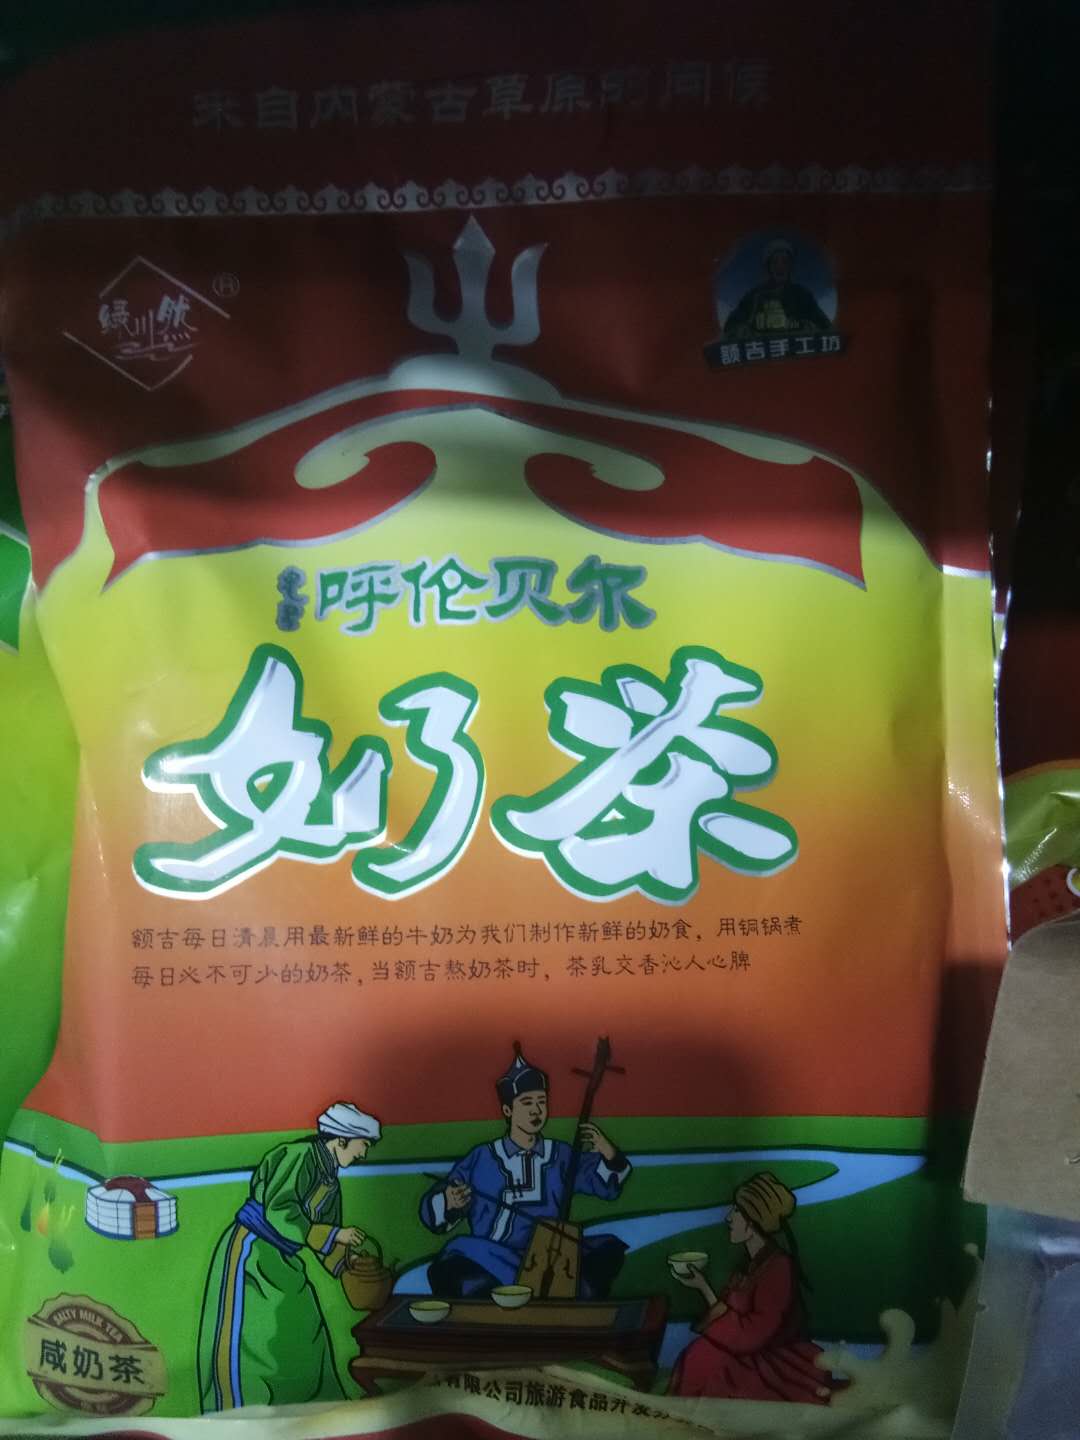 来自内蒙古草原的问候
绿川然
®
额吉手工坊
呼伦贝尔
奶茶
额吉每日清晨用最新鲜的牛奶为我们制作新鲜的奶食，用铜锅煮
每日必不可少的奶茶，当额吉熬奶茶时，茶乳交香沁人心脾
SALTY MILK TEA
咸奶茶
有限公司旅游食品开发分